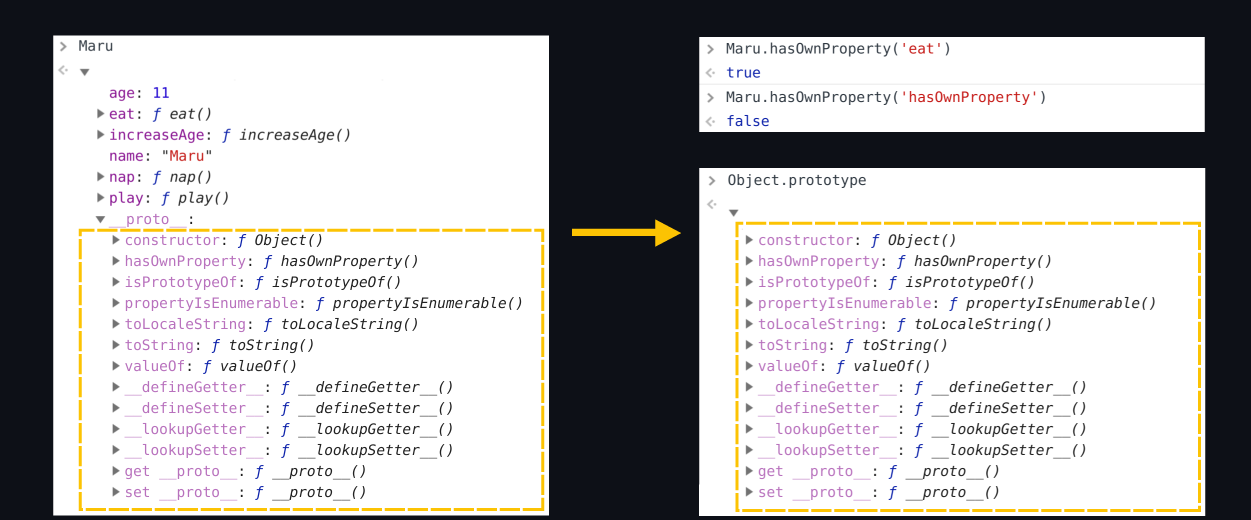 Maru
age: 11
eat: ƒ eat()
increaseAge: ƒ increaseAge()
name: "Maru"
nap: ƒ nap()
play: ƒ play()
__proto__:
constructor: ƒ Object()
hasOwnProperty: ƒ hasOwnProperty()
isPrototypeOf: ƒ isPrototypeOf()
propertyIsEnumerable: ƒ propertyIsEnumerable()
toLocaleString: ƒ toLocaleString()
toString: ƒ toString()
valueOf: ƒ valueOf()
__defineGetter__: ƒ __defineGetter__()
__defineSetter__: ƒ __defineSetter__()
__lookupGetter__: ƒ __lookupGetter__()
__lookupSetter__: ƒ __lookupSetter__()
get __proto__: ƒ __proto__()
set __proto__: ƒ __proto__()
Maru.hasOwnProperty('eat')
true
Maru.hasOwnProperty('hasOwnProperty')
false
Object.prototype
constructor: ƒ Object()
hasOwnProperty: ƒ hasOwnProperty()
isPrototypeOf: ƒ isPrototypeOf()
propertyIsEnumerable: ƒ propertyIsEnumerable()
toLocaleString: ƒ toLocaleString()
toString: ƒ toString()
valueOf: ƒ valueOf()
__defineGetter__: ƒ __defineGetter__()
__defineSetter__: ƒ __defineSetter__()
__lookupGetter__: ƒ __lookupGetter__()
__lookupSetter__: ƒ __lookupSetter__()
get __proto__: ƒ __proto__()
set __proto__: ƒ __proto__()